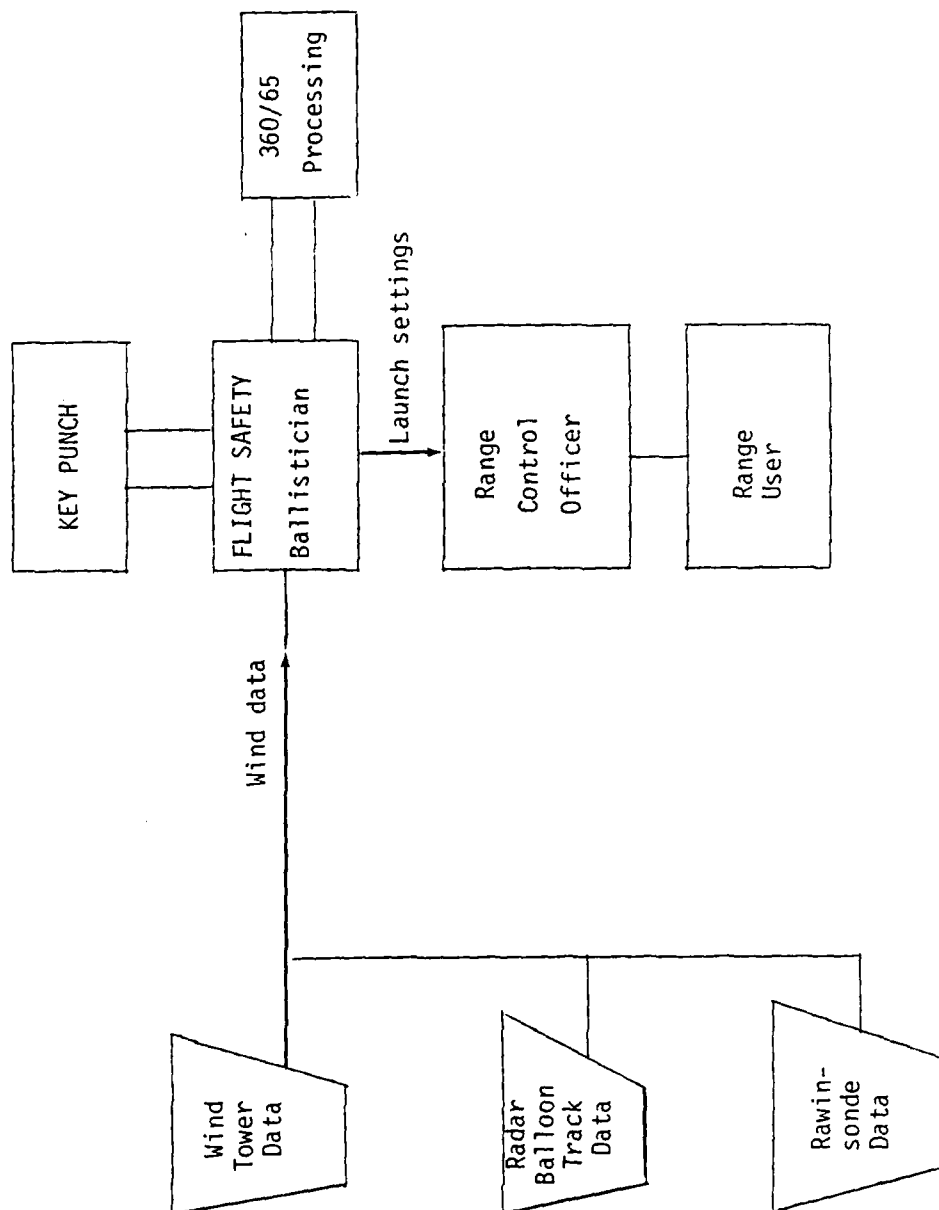 KEY PUNCH
360/65
Processing
FLIGHT SAFETY
Ballistician
Wind data
Launch settings
Wind
Tower
Data
Radar
Balloon
Track
Data
Range
Control
Officer
Rawin-
sonde
Data
Range
User